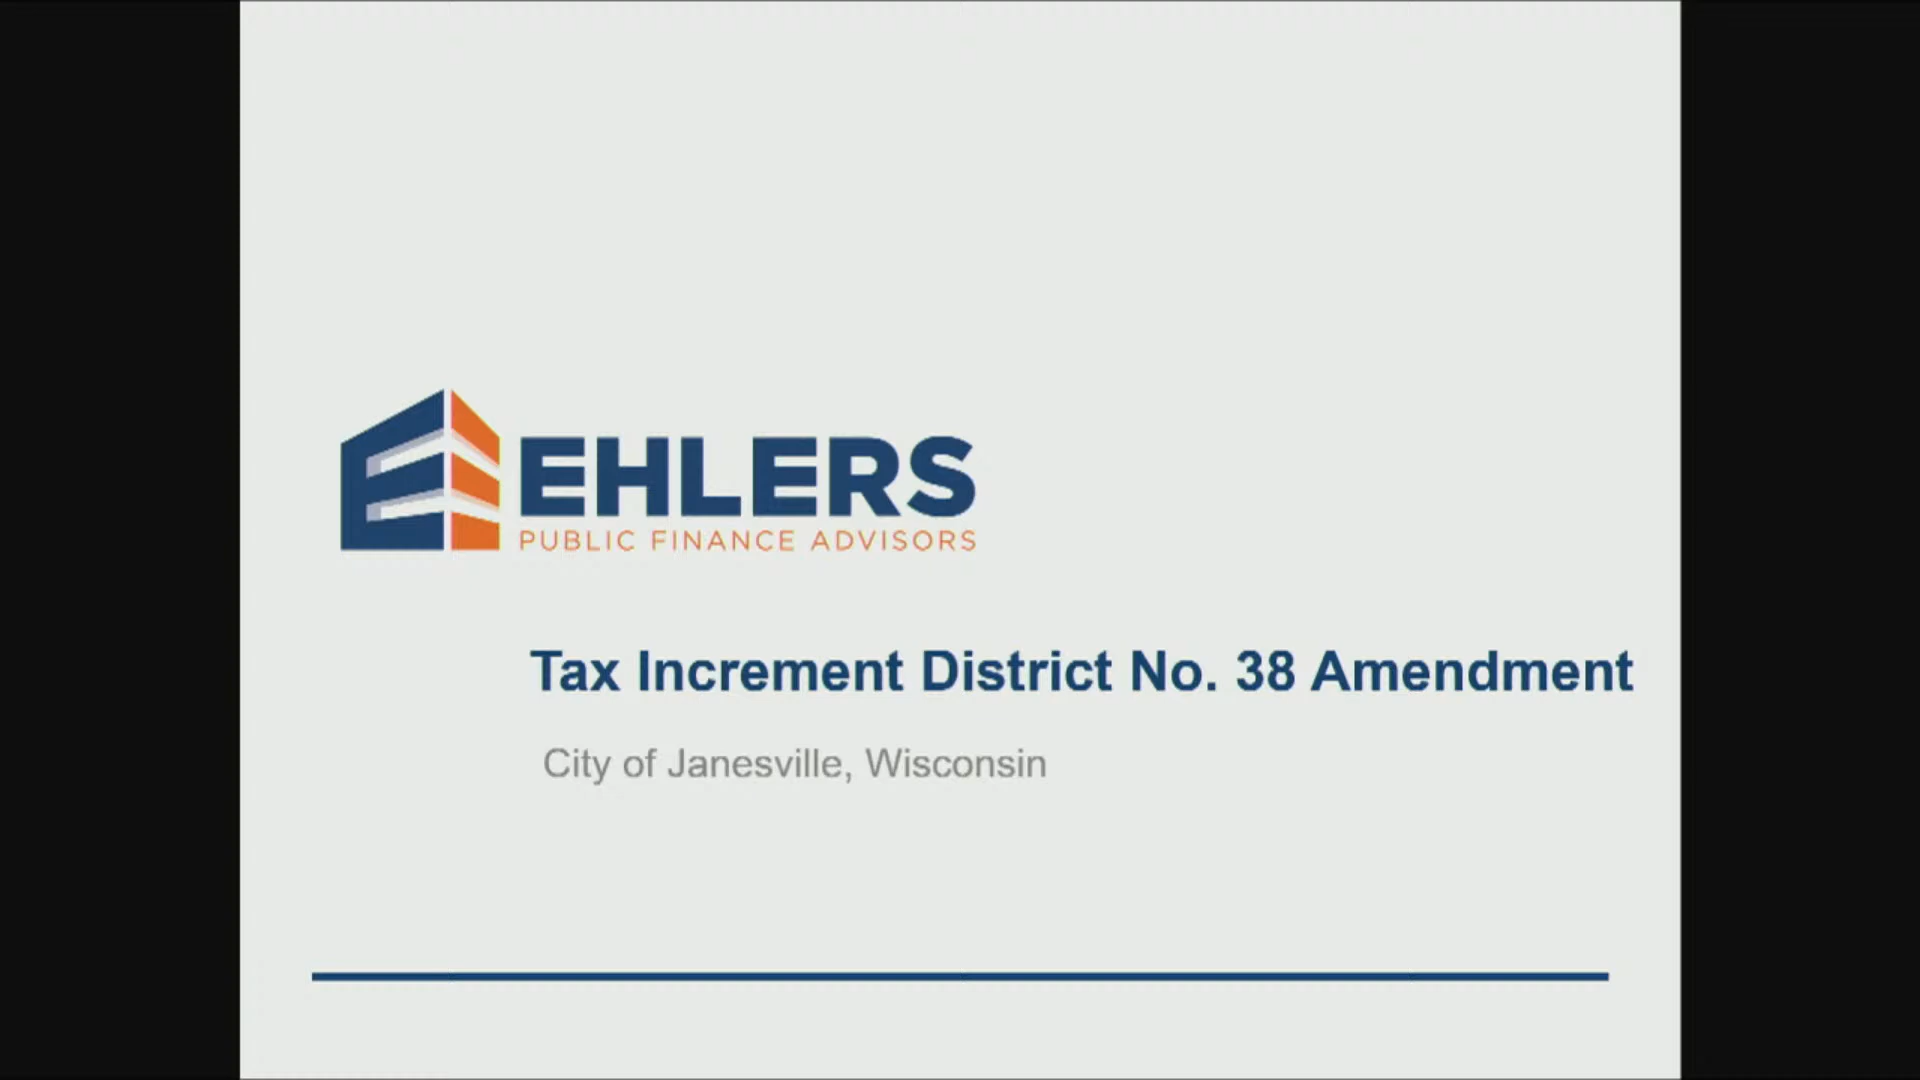 EHLERS
PUBLIC FINANCE ADVISORS
Tax Increment District No. 38 Amendment
City of Janesville, Wisconsin